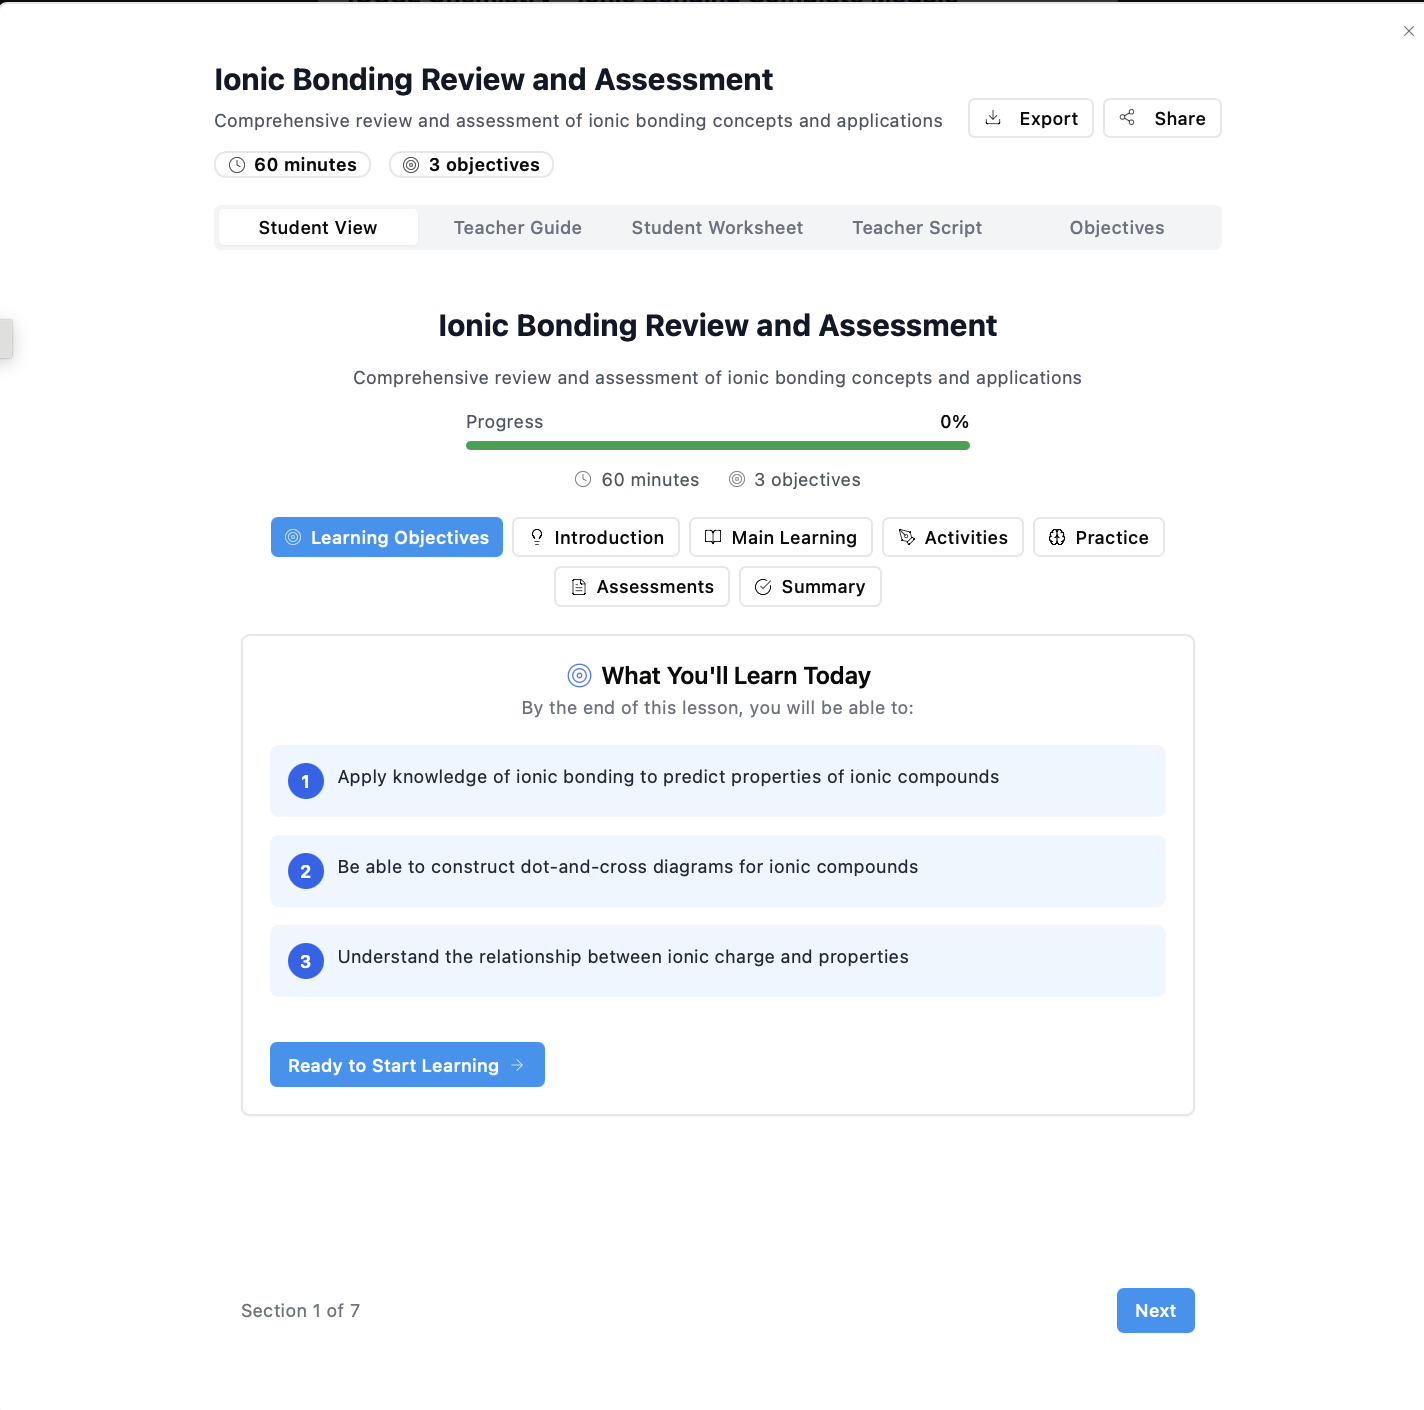 Ionic Bonding Review and Assessment
Comprehensive review and assessment of ionic bonding concepts and applications
Export
Share
60 minutes
3 objectives
Student View
Teacher Guide
Student Worksheet
Teacher Script
Objectives
Ionic Bonding Review and Assessment
Comprehensive review and assessment of ionic bonding concepts and applications
Progress
0%
60 minutes
3 objectives
Learning Objectives
Introduction
Main Learning
Activities
Practice
Assessments
Summary
What You'll Learn Today
By the end of this lesson, you will be able to:
1
Apply knowledge of ionic bonding to predict properties of ionic compounds
2
Be able to construct dot-and-cross diagrams for ionic compounds
3
Understand the relationship between ionic charge and properties
Ready to Start Learning
Section 1 of 7
Next